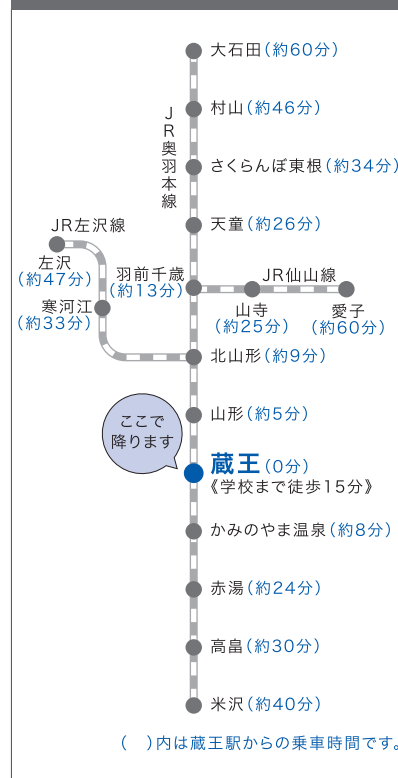 大石田(約60分)
村山(約46分)
JR奥羽本線
さくらんぼ東根(約34分)
天童(約26分)
JR左沢線
左沢
(約47分)
寒河江
(約33分)
羽前千歳
(約13分)
JR仙山線
山寺
(約25分)
愛子
(約60分)
北山形(約9分)
山形(約5分)
ここで
降ります
蔵王(0分)
《学校まで徒歩15分》
かみのやま温泉(約8分)
赤湯(約24分)
高畠(約30分)
米沢(約40分)
(　)内は蔵王駅からの乗車時間です。